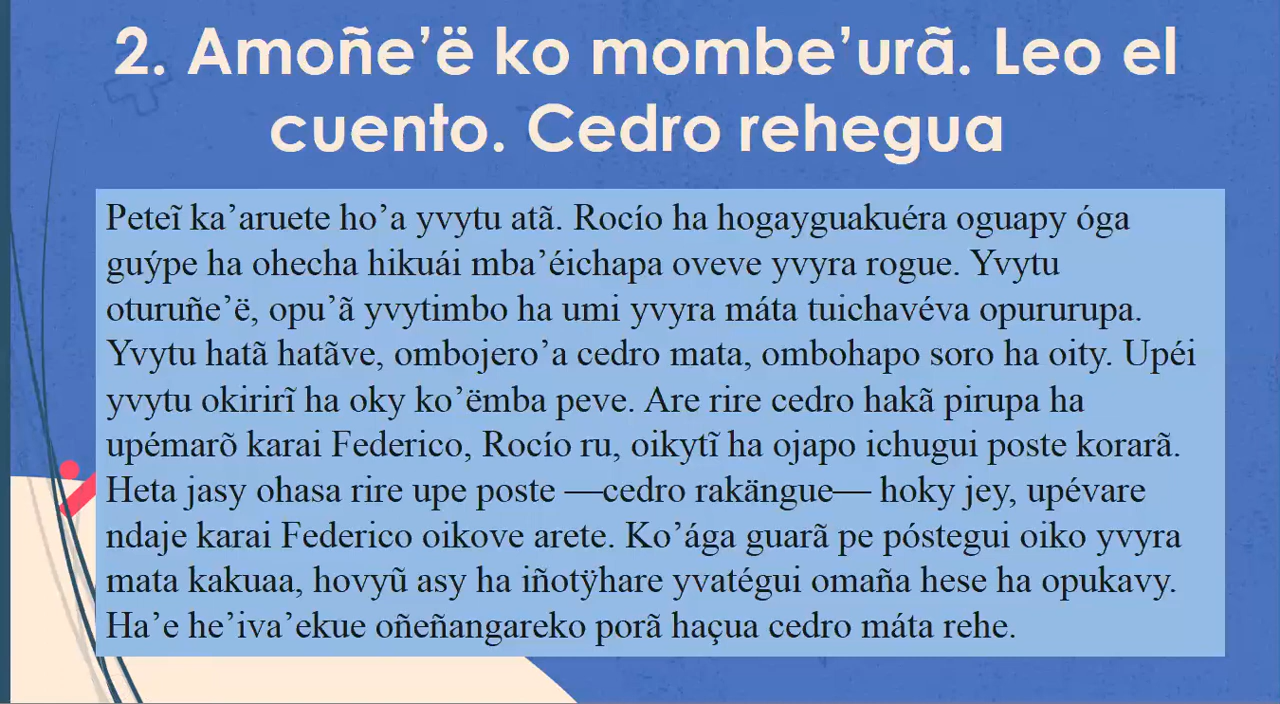 2. Amoñe’ë ko mombe’urã. Leo el
cuento. Cedro rehegua
Peteĩ ka’aruete ho’a yvytu atã. Rocío ha hogayguakuéra oguapy óga
guýpe ha ohecha hikuái mba’éichapa oveve yvyra rogue. Yvytu
oturuñe’ë, opu’ã yvytimbo ha umi yvyra máta tuichavéva opururupa.
Yvytu hatã hatãve, ombojero’a cedro mata, ombohapo soro ha oity. Upéi
yvytu okirirĩ ha oky ko’ëmba peve. Are rire cedro hakã pirupa ha
upémarõ karai Federico, Rocío ru, oikytĩ ha ojapo ichugui poste korarã.
Heta jasy ohasa rire upe poste —cedro rakängue— hoky jey, upévare
ndaje karai Federico oikove arete. Ko’ága guarã pe póstegui oiko yvyra
mata kakuaa, hovyũ asy ha iñotÿhare yvatégui omaña hese ha opukavy.
Ha’e he’iva’ekue oñeñangareko porã haçua cedro máta rehe.